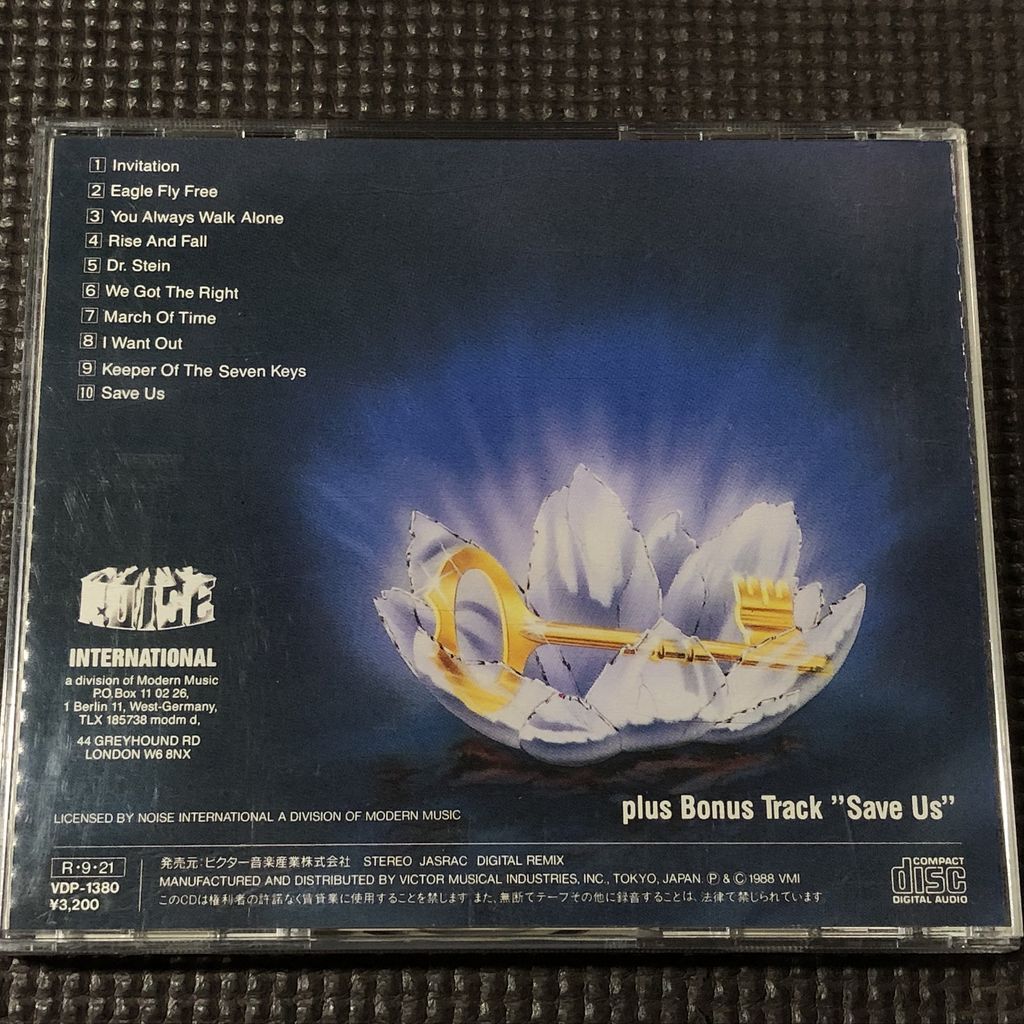 1 Invitation
2 Eagle Fly Free
3 You Always Walk Alone
4 Rise And Fall
5 Dr. Stein
6 We Got The Right
7 March Of Time
8 I Want Out
9 Keeper Of The Seven Keys
10 Save Us
NOISE
INTERNATIONAL
a division of Modern Music
P.O.Box 11 02 26,
1 Berlin 11, West-Germany,
TLX 185738 modm d,
44 GREYHOUND RD
LONDON W6 8NX
plus Bonus Track ”Save Us”
LICENSED BY NOISE INTERNATIONAL A DIVISION OF MODERN MUSIC
R・9・21
VDP-1380
¥3,200
発売元:ビクター音楽産業株式会社 STEREO JASRAC DIGITAL REMIX
MANUFACTURED AND DISTRIBUTED BY VICTOR MUSICAL INDUSTRIES, INC., TOKYO, JAPAN. Ⓟ & © 1988 VMI
このCDは権利者の許諾なく賃貸業に使用することを禁じます また、無断でテープその他に録音することは、法律で禁じられています
COMPACT
disc
DIGITAL AUDIO